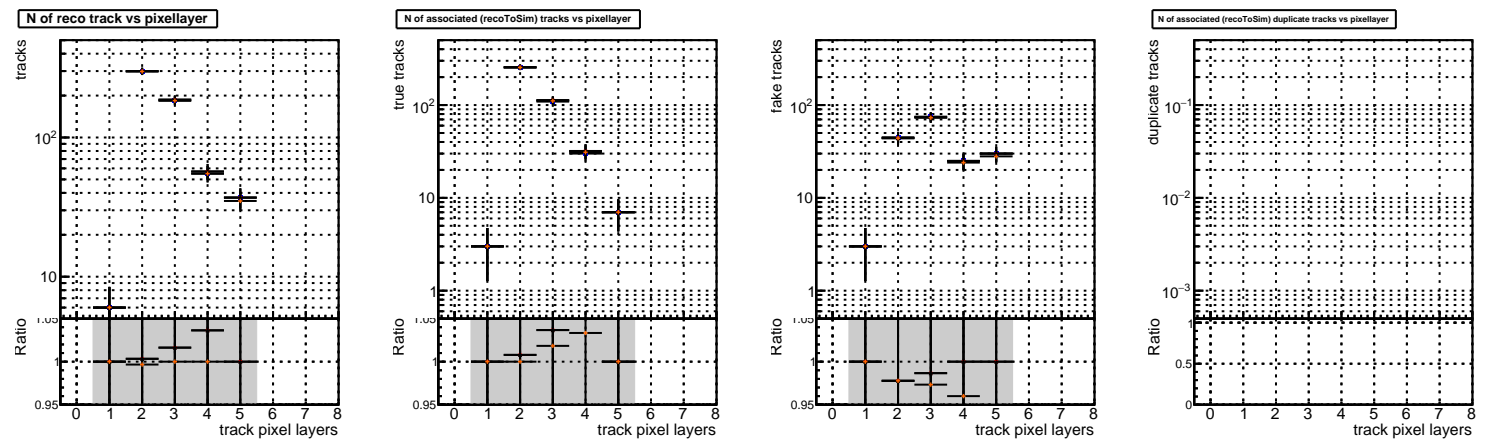 N of reco track vs pixellayer
tracks
10²
10
1.05
Ratio
1
0.95
0 1 2 3 4 5 6 7 8
track pixel layers
N of associated (recoToSim) tracks vs pixellayer
true tracks
10²
10
1
1.05
Ratio
1
0.95
0 1 2 3 4 5 6 7 8
track pixel layers
fake tracks
10²
10
1
1.05
Ratio
1
0.95
0 1 2 3 4 5 6 7 8
track pixel layers
N of associated (recoToSim) duplicate tracks vs pixellayer
duplicate tracks
10⁻¹
10⁻²
10⁻³
Ratio
1
0.5
0
0 1 2 3 4 5 6 7 8
track pixel layers